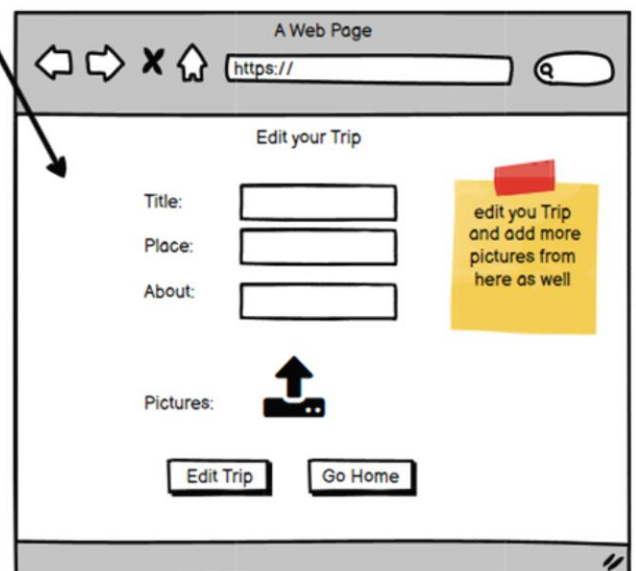 A Web Page
https://
Edit your Trip
Title:
Place:
About:
Pictures:
Edit Trip
Go Home
edit you Trip
and add more
pictures from
here as well